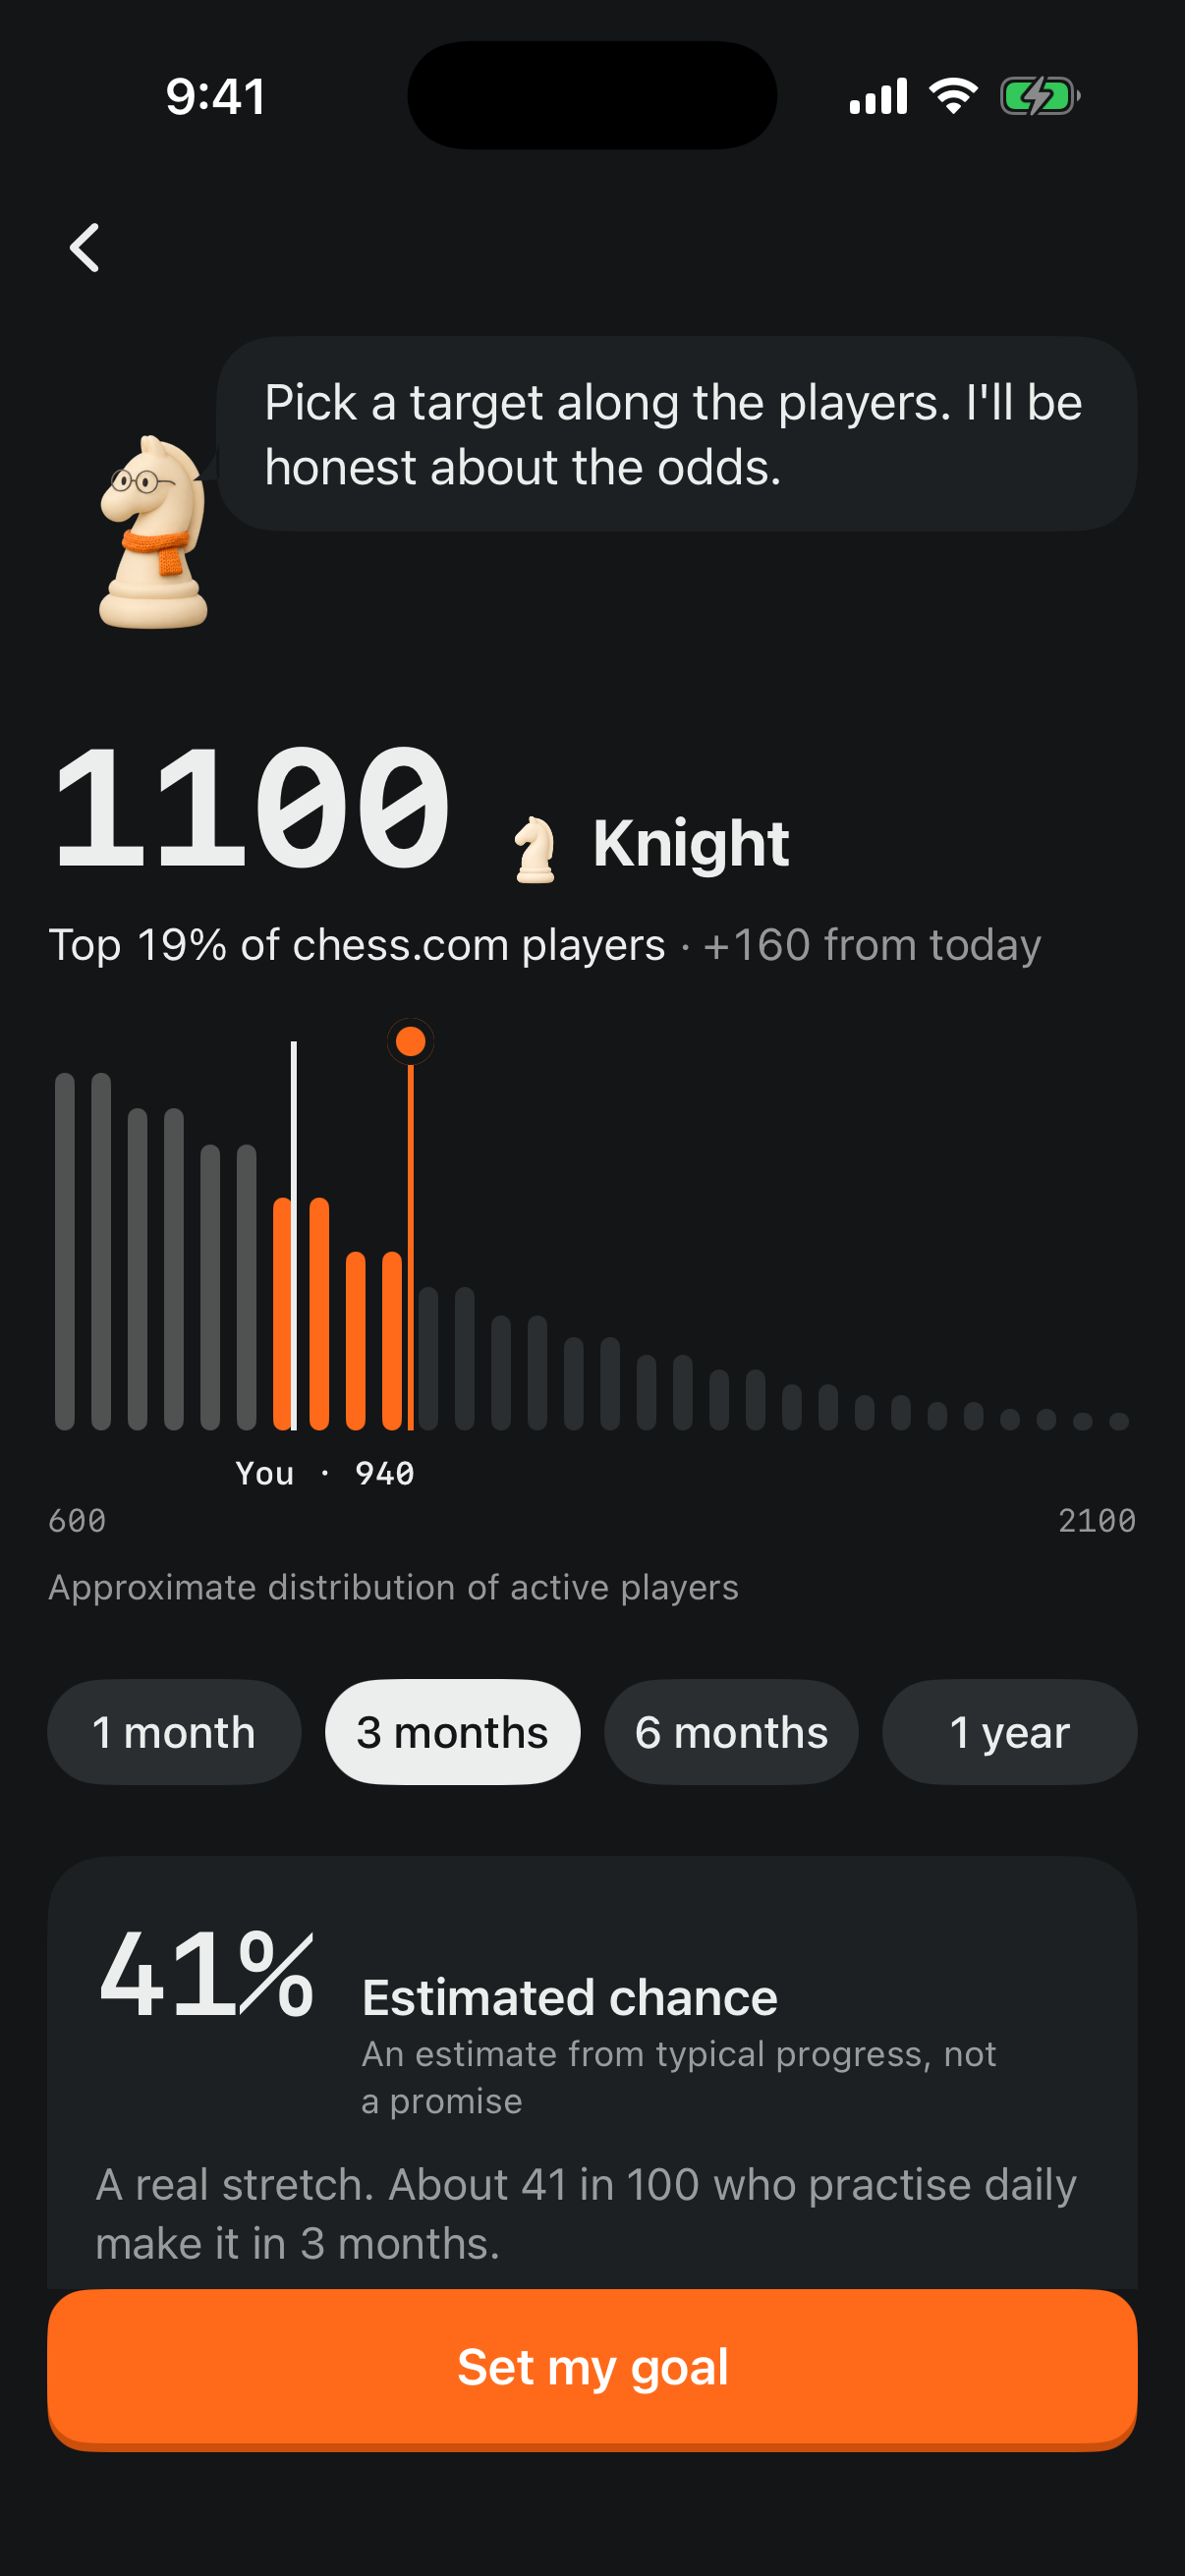 9:41
Pick a target along the players. I'll be
honest about the odds.
1100 Knight
Top 19% of chess.com players · +160 from today
You · 940
600 2100
Approximate distribution of active players
1 month 3 months 6 months 1 year
41% Estimated chance
An estimate from typical progress, not
a promise
A real stretch. About 41 in 100 who practise daily
make it in 3 months.
Set my goal